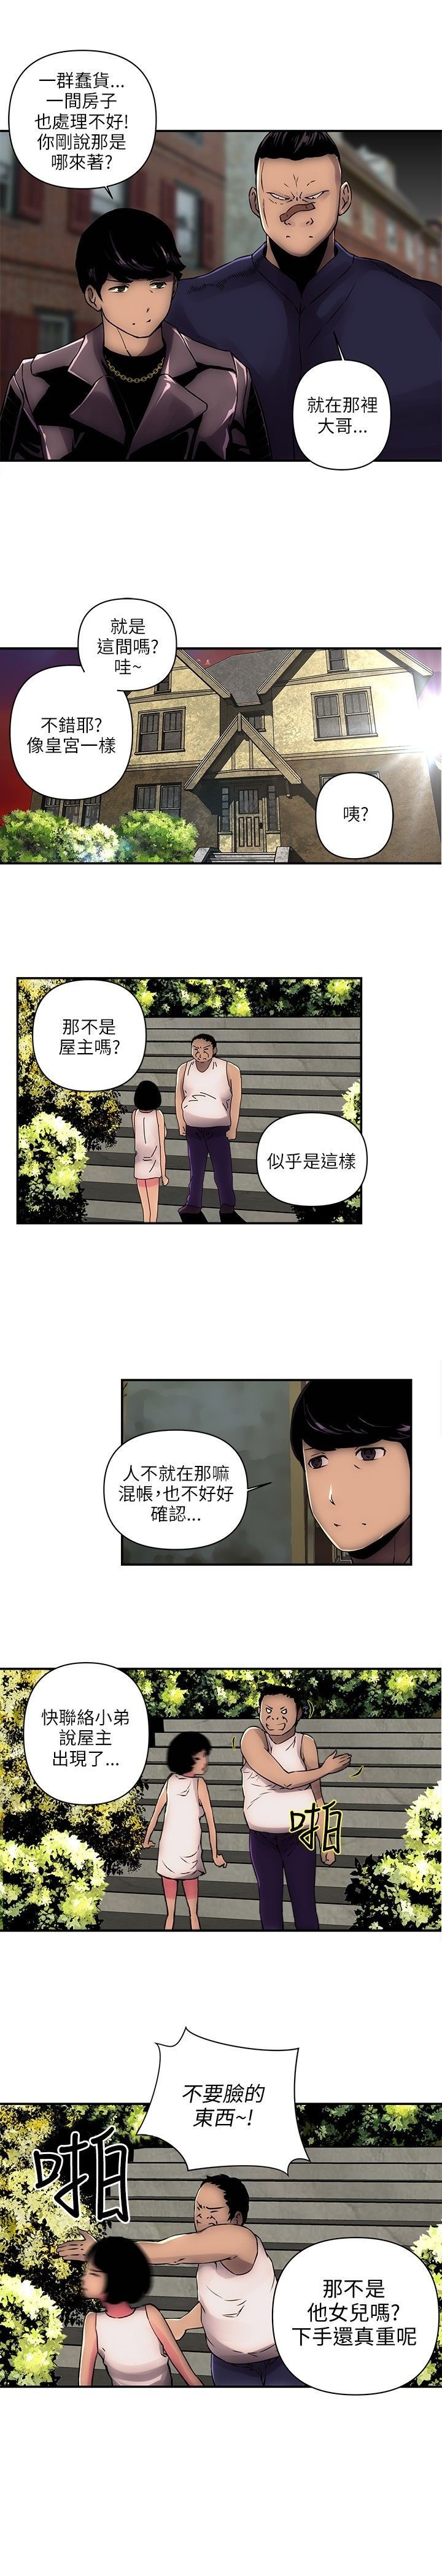 一群蠢貨...
一間房子
也處理不好!
你剛說那是
哪來著?
就在那裡
大哥...
就是
這間嗎?
哇~
不錯耶?
像皇宮一樣
咦?
那不是
屋主嗎?
似乎是這樣
人不就在那嘛
混帳，也不好好
確認...
快聯絡小弟
說屋主
出現了...
啪
不要臉的
東西~!
啪
那不是
他女兒嗎?
下手還真重呢